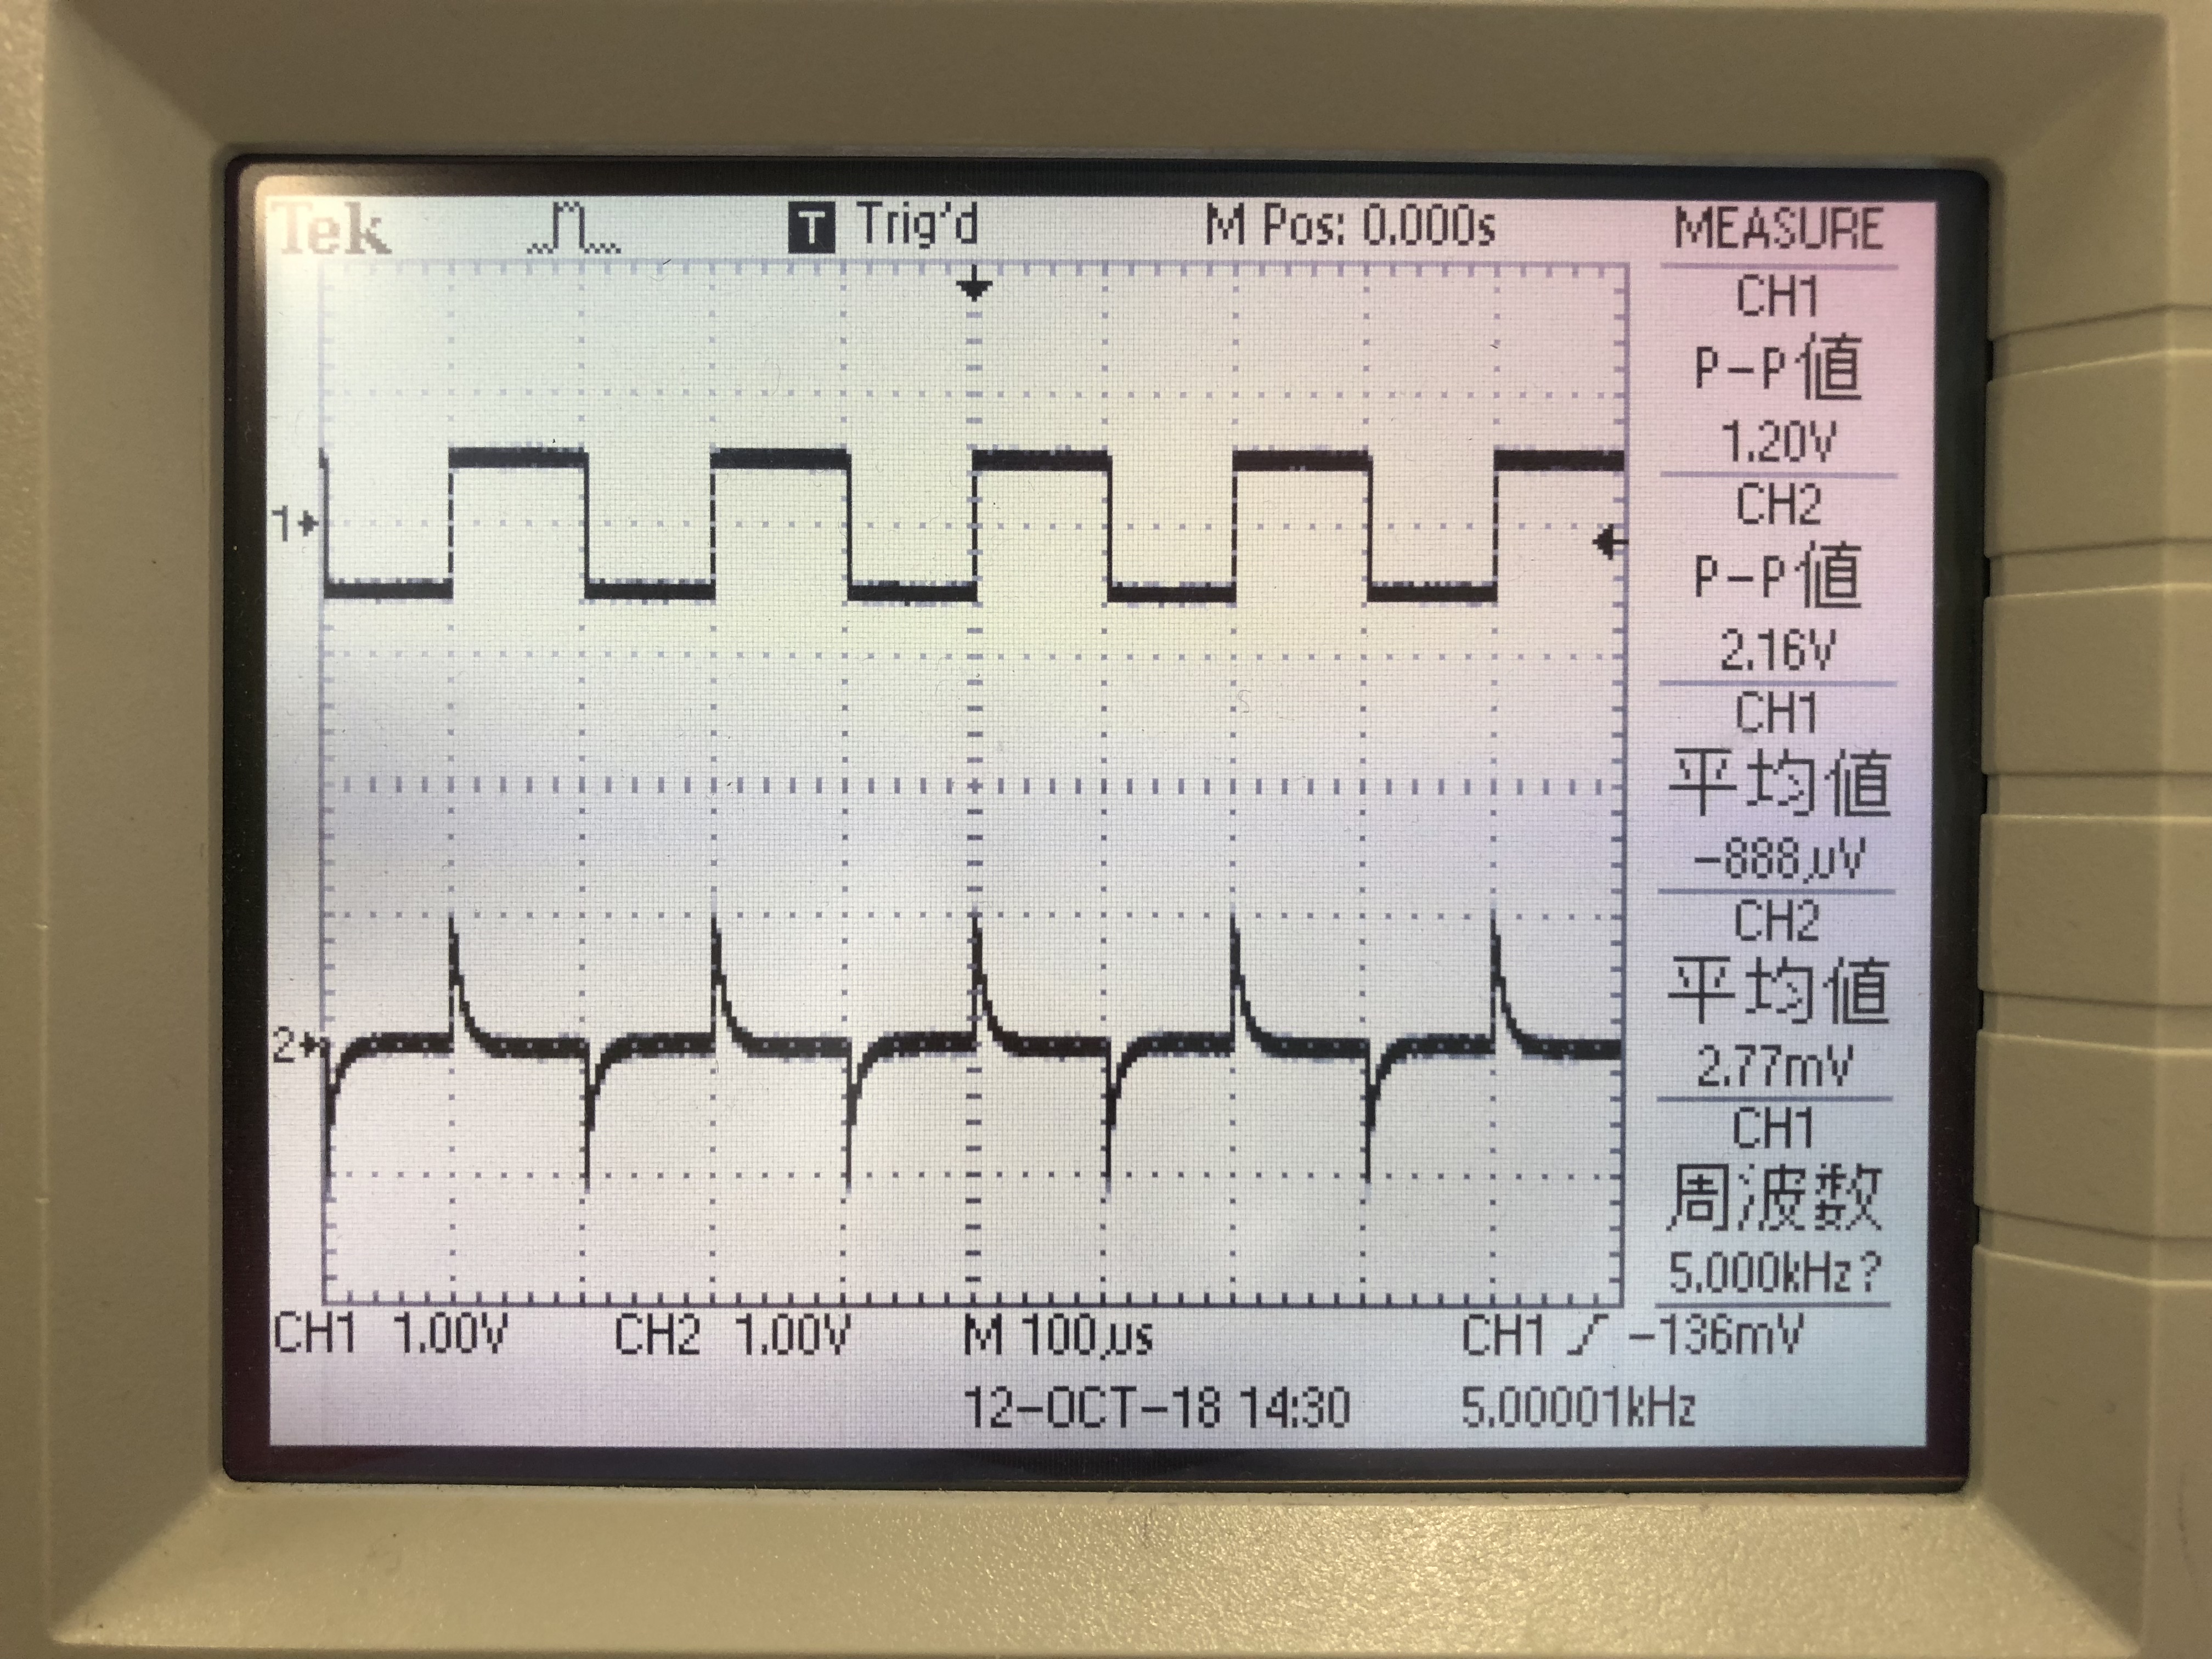 Tek T Trig'd M Pos: 0.000s MEASURE
CH1
P-P値
1.20V
CH2
P-P値
2.16V
CH1
平均値
-888µV
CH2
平均値
2.77mV
CH1
周波数
5.000kHz?
1
2
CH1 1.00V CH2 1.00V M 100µs CH1 -136mV
12-OCT-18 14:30 5.00001kHz